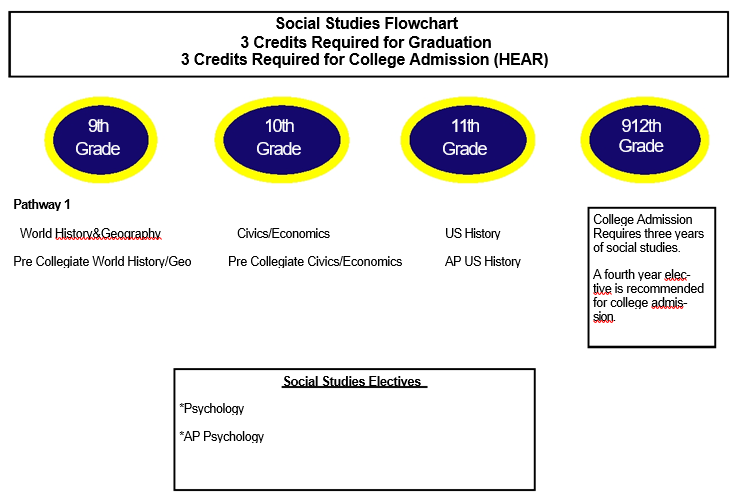 Social Studies Flowchart
3 Credits Required for Graduation
3 Credits Required for College Admission (HEAR)
9th
Grade
10th
Grade
11th
Grade
912th
Grade
Pathway 1
World History&Geography
Civics/Economics
US History
Pre Collegiate World History/Geo
Pre Collegiate Civics/Economics
AP US History
College Admission
Requires three years
of social studies.
A fourth year elec-
tive is recommended
for college admis-
sion.
Social Studies Electives
*Psychology
*AP Psychology